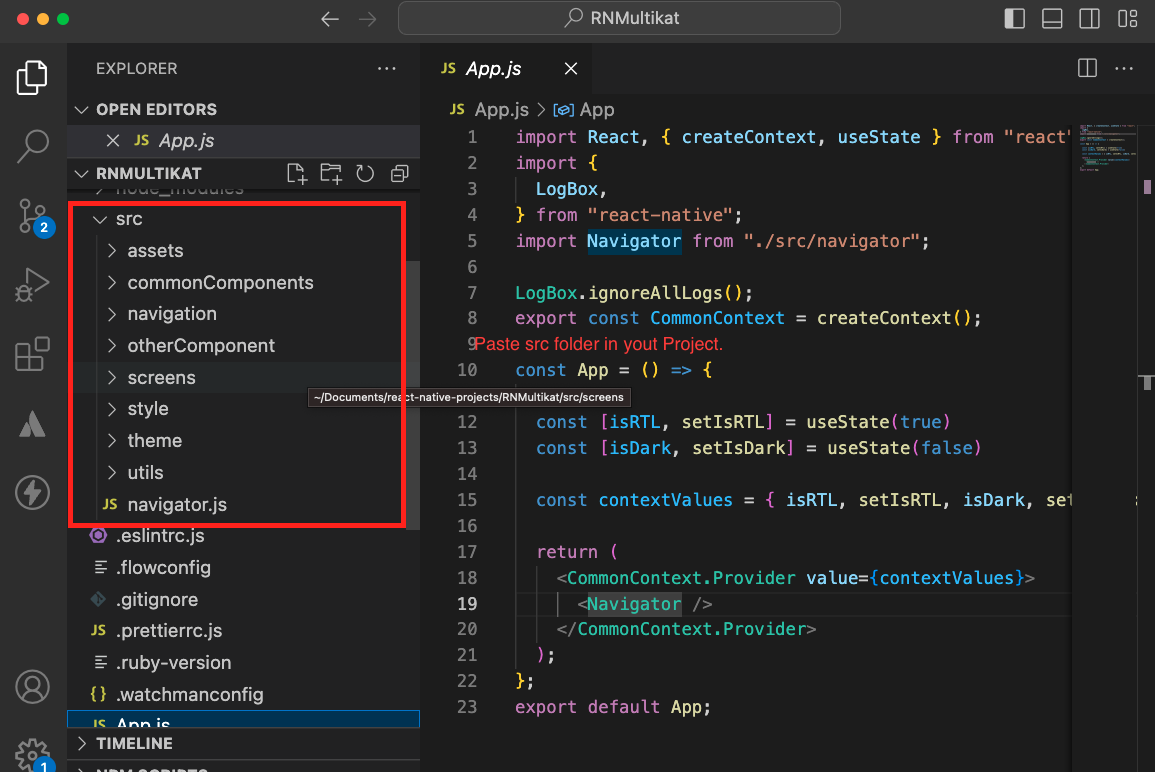 RNMultikat
EXPLORER
OPEN EDITORS
JS App.js
RNMULTIKAT
node_modules
src
assets
commonComponents
navigation
otherComponent
screens
style
theme
utils
JS navigator.js
.eslintrc.js
.flowconfig
.gitignore
JS .prettierrc.js
.ruby-version
{} .watchmanconfig
JS App.js
TIMELINE
NPM SCRIPTS
2
1
JS App.js
JS App.js > App
1 import React, { createContext, useState } from "react"
2 import {
3 LogBox,
4 } from "react-native";
5 import Navigator from "./src/navigator";
6
7 LogBox.ignoreAllLogs();
8 export const CommonContext = createContext();
9
Paste src folder in yout Project.
10 const App = () => {
~/Documents/react-native-projects/RNMultikat/src/screens
12 const [isRTL, setIsRTL] = useState(true)
13 const [isDark, setIsDark] = useState(false)
14
15 const contextValues = { isRTL, setIsRTL, isDark, set
16
17 return (
18 <CommonContext.Provider value={contextValues}>
19 <Navigator />
20 </CommonContext.Provider>
21 );
22 };
23 export default App;